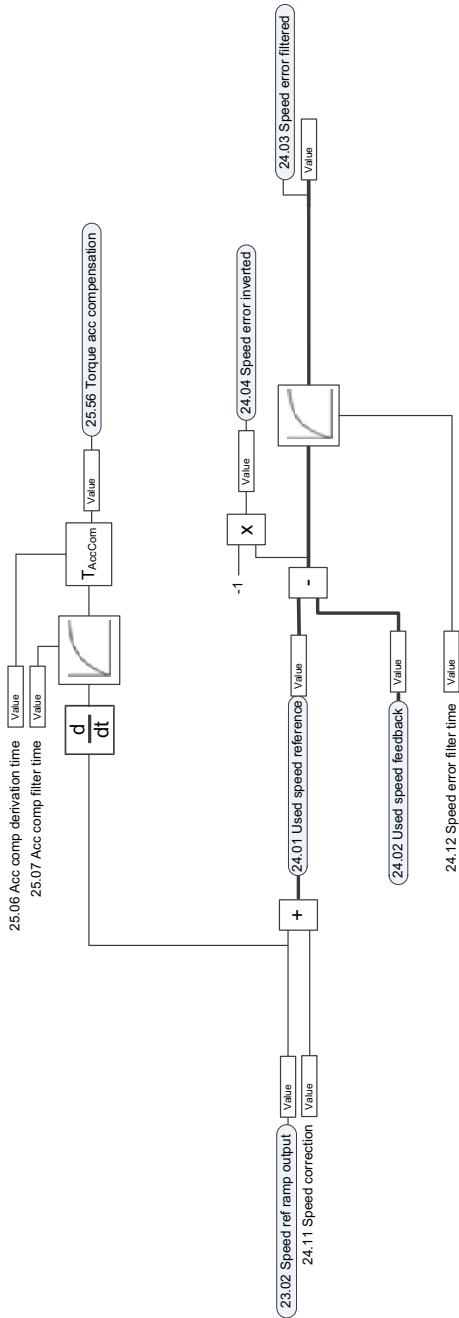 25.06 Acc comp derivation time
Value
25.07 Acc comp filter time
Value
d
dt
TAccCom
Value
25.56 Torque acc compensation
23.02 Speed ref ramp output
Value
24.11 Speed correction
Value
+
24.01 Used speed reference
Value
-
-1
X
Value
24.04 Speed error inverted
24.02 Used speed feedback
Value
24.12 Speed error filter time
Value
24.03 Speed error filtered
Value